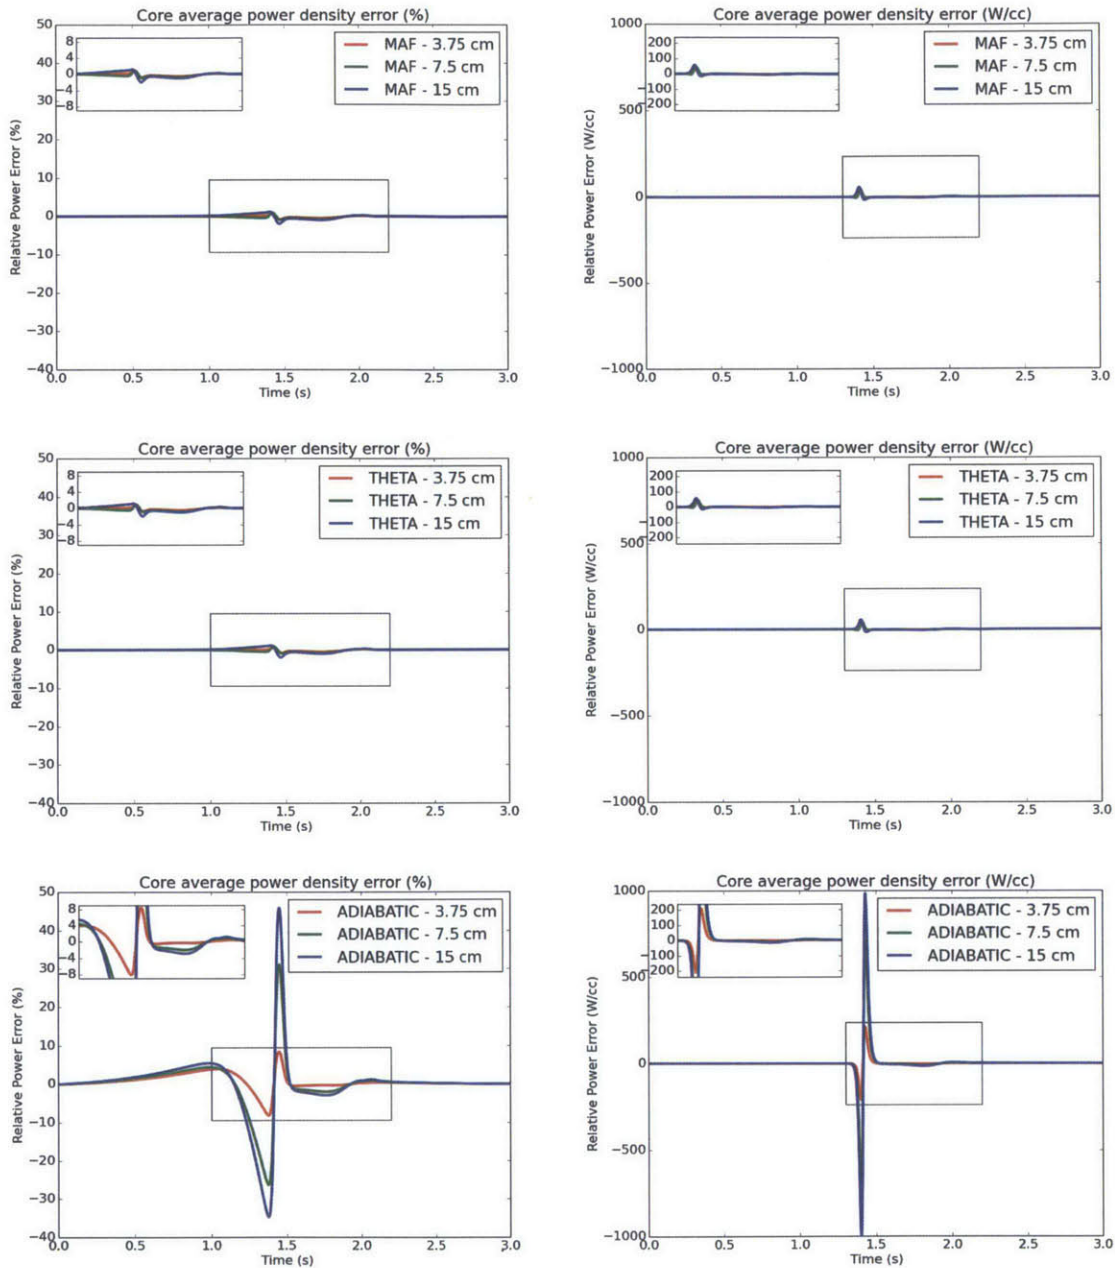 Core average power density error (%)
50
40
30
20
10
0
−10
−20
−30
−40
Relative Power Error (%)
8
4
0
−4
−8
MAF - 3.75 cm
MAF - 7.5 cm
MAF - 15 cm
0.0 0.5 1.0 1.5 2.0 2.5 3.0
Time (s)
Core average power density error (W/cc)
1000
500
0
−500
−1000
Relative Power Error (W/cc)
200
100
0
−100
−200
MAF - 3.75 cm
MAF - 7.5 cm
MAF - 15 cm
0.0 0.5 1.0 1.5 2.0 2.5 3.0
Time (s)
Core average power density error (%)
50
40
30
20
10
0
−10
−20
−30
−40
Relative Power Error (%)
8
4
0
−4
−8
THETA - 3.75 cm
THETA - 7.5 cm
THETA - 15 cm
0.0 0.5 1.0 1.5 2.0 2.5 3.0
Time (s)
Core average power density error (W/cc)
1000
500
0
−500
−1000
Relative Power Error (W/cc)
200
100
0
−100
−200
THETA - 3.75 cm
THETA - 7.5 cm
THETA - 15 cm
0.0 0.5 1.0 1.5 2.0 2.5 3.0
Time (s)
Core average power density error (%)
50
40
30
20
10
0
−10
−20
−30
−40
Relative Power Error (%)
8
4
0
−4
−8
ADIABATIC - 3.75 cm
ADIABATIC - 7.5 cm
ADIABATIC - 15 cm
0.0 0.5 1.0 1.5 2.0 2.5 3.0
Time (s)
Core average power density error (W/cc)
1000
500
0
−500
−1000
Relative Power Error (W/cc)
200
100
0
−100
−200
ADIABATIC - 3.75 cm
ADIABATIC - 7.5 cm
ADIABATIC - 15 cm
0.0 0.5 1.0 1.5 2.0 2.5 3.0
Time (s)